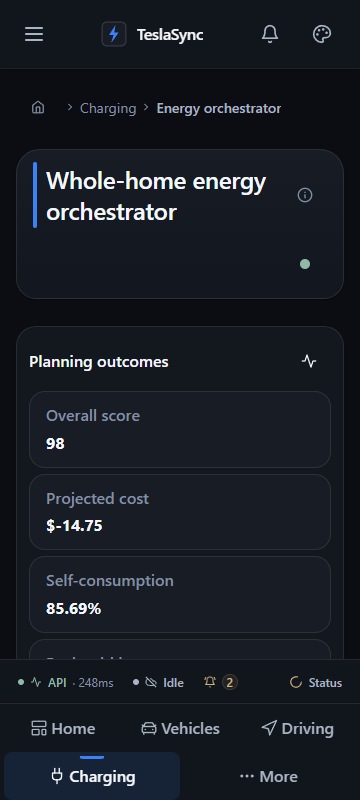 TeslaSync
Charging
Energy orchestrator
Whole-home energy
orchestrator
Planning outcomes
Overall score
98
Projected cost
$-14.75
Self-consumption
85.69%
API · 248ms
Idle
2
Status
Home
Vehicles
Driving
Charging
More